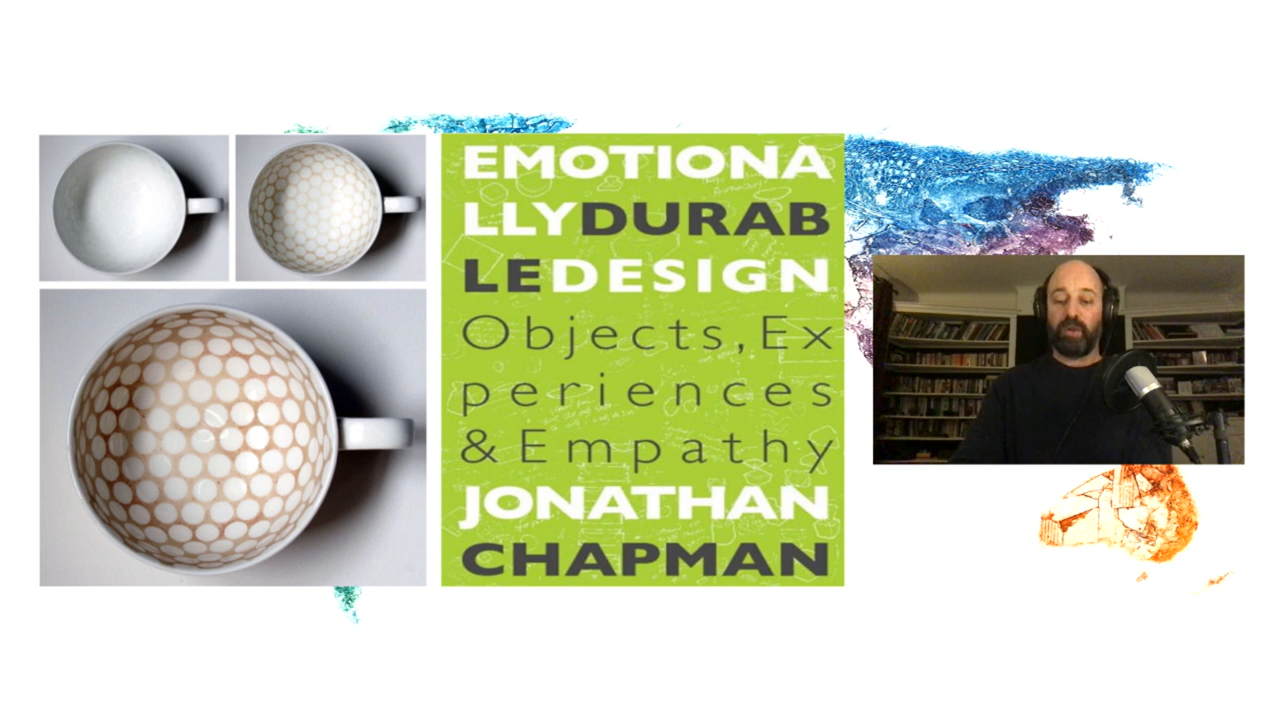 EMOTIONA
LLYDURAB
LEDESIGN
Objects,Ex
periences
&Empathy
JONATHAN
CHAPMAN